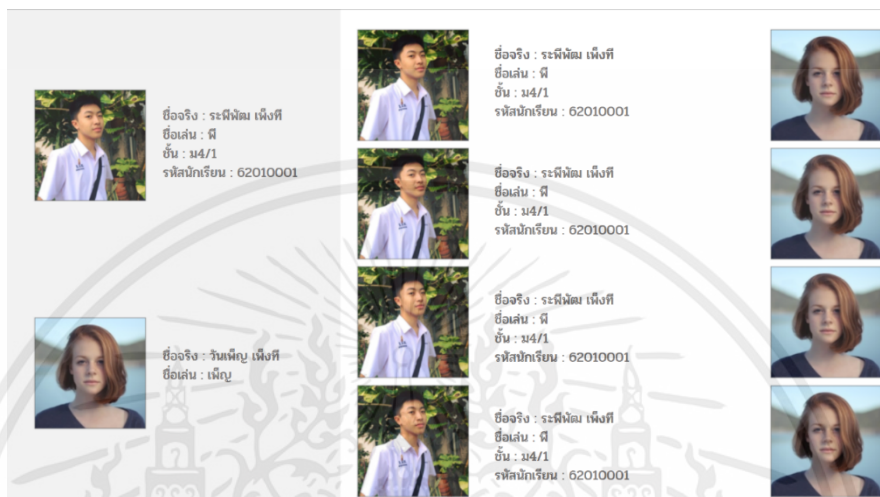 ชื่อจริง : ระพีพัฒ เพ็งที
ชื่อเล่น : พี
ชั้น : ม4/1
รหัสนักเรียน : 62010001
ชื่อจริง : วันเพ็ญ เพ็งที
ชื่อเล่น : เพ็ญ
ชื่อจริง : ระพีพัฒ เพ็งที
ชื่อเล่น : พี
ชั้น : ม4/1
รหัสนักเรียน : 62010001
ชื่อจริง : ระพีพัฒ เพ็งที
ชื่อเล่น : พี
ชั้น : ม4/1
รหัสนักเรียน : 62010001
ชื่อจริง : ระพีพัฒ เพ็งที
ชื่อเล่น : พี
ชั้น : ม4/1
รหัสนักเรียน : 62010001
ชื่อจริง : ระพีพัฒ เพ็งที
ชื่อเล่น : พี
ชั้น : ม4/1
รหัสนักเรียน : 62010001